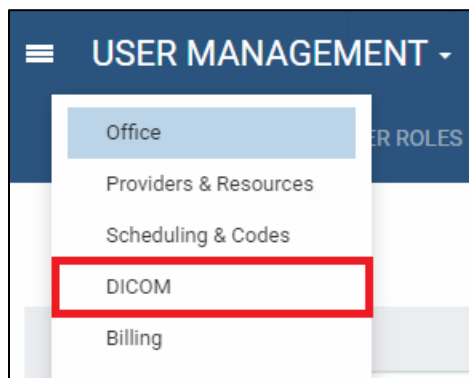 USER MANAGEMENT
Office
ER ROLES
Providers & Resources
Scheduling & Codes
DICOM
Billing